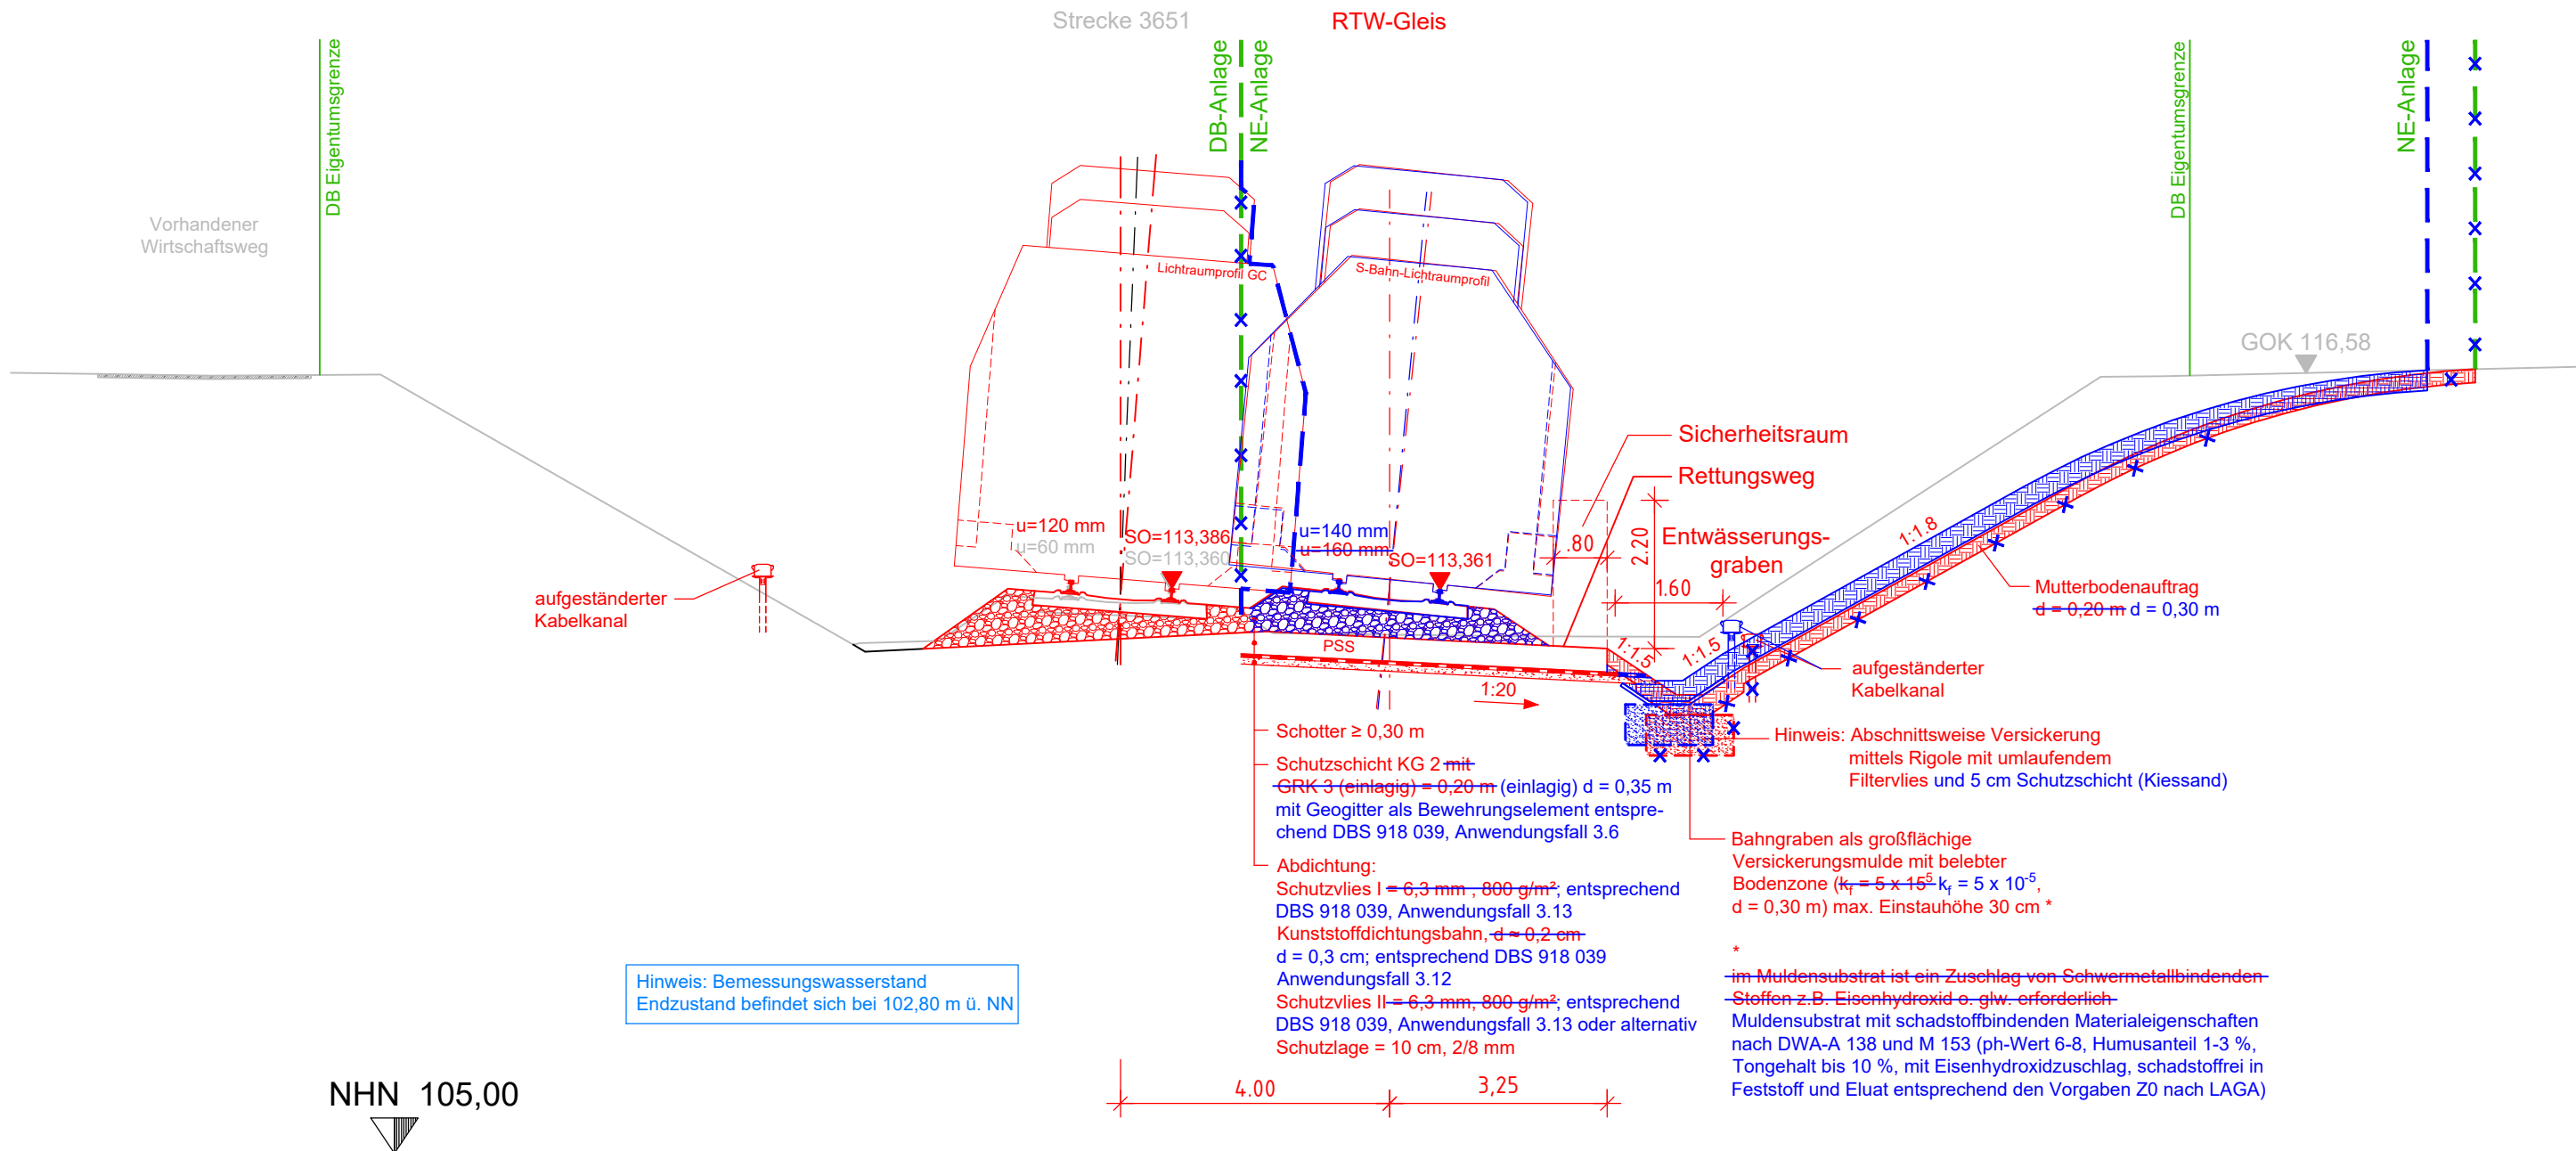 Strecke 3651
RTW-Gleis
DB Eigentumsgrenze
DB-Anlage
NE-Anlage
DB Eigentumsgrenze
NE-Anlage
Vorhandener
Wirtschaftsweg
Lichtraumprofil GC
S-Bahn-Lichtraumprofil
GOK 116,58
Sicherheitsraum
Rettungsweg
u=120 mm
u=60 mm
SO=113,386
SO=113,360
u=140 mm
u=160 mm
SO=113,361
.80
2.20
Entwässerungs-
graben
1.60
1:1.8
aufgeständerter
Kabelkanal
Mutterbodenauftrag
d = 0,20 m d = 0,30 m
PSS
1:1.5
1:1.5
1:20
aufgeständerter
Kabelkanal
Schotter ≥ 0,30 m
Schutzschicht KG 2 mit
GRK 3 (einlagig) = 0,20 m (einlagig) d = 0,35 m
mit Geogitter als Bewehrungselement entspre-
chend DBS 918 039, Anwendungsfall 3.6
Abdichtung:
Schutzvlies I = 6,3 mm , 800 g/m²; entsprechend
DBS 918 039, Anwendungsfall 3.13
Kunststoffdichtungsbahn, d ≈ 0,2 cm
d = 0,3 cm; entsprechend DBS 918 039
Anwendungsfall 3.12
Schutzvlies II = 6,3 mm, 800 g/m²; entsprechend
DBS 918 039, Anwendungsfall 3.13 oder alternativ
Schutzlage = 10 cm, 2/8 mm
Hinweis: Abschnittsweise Versickerung
mittels Rigole mit umlaufendem
Filtervlies und 5 cm Schutzschicht (Kiessand)
Bahngraben als großflächige
Versickerungsmulde mit belebter
Bodenzone (k_f = 5 x 15⁵ k_f = 5 x 10⁻⁵,
d = 0,30 m) max. Einstauhöhe 30 cm *
*
im Muldensubstrat ist ein Zuschlag von Schwermetallbindenden
Stoffen z.B. Eisenhydroxid o. glw. erforderlich
Muldensubstrat mit schadstoffbindenden Materialeigenschaften
nach DWA-A 138 und M 153 (ph-Wert 6-8, Humusanteil 1-3 %,
Tongehalt bis 10 %, mit Eisenhydroxidzuschlag, schadstoffrei in
Feststoff und Eluat entsprechend den Vorgaben Z0 nach LAGA)
Hinweis: Bemessungswasserstand
Endzustand befindet sich bei 102,80 m ü. NN
4.00
3,25
NHN 105,00